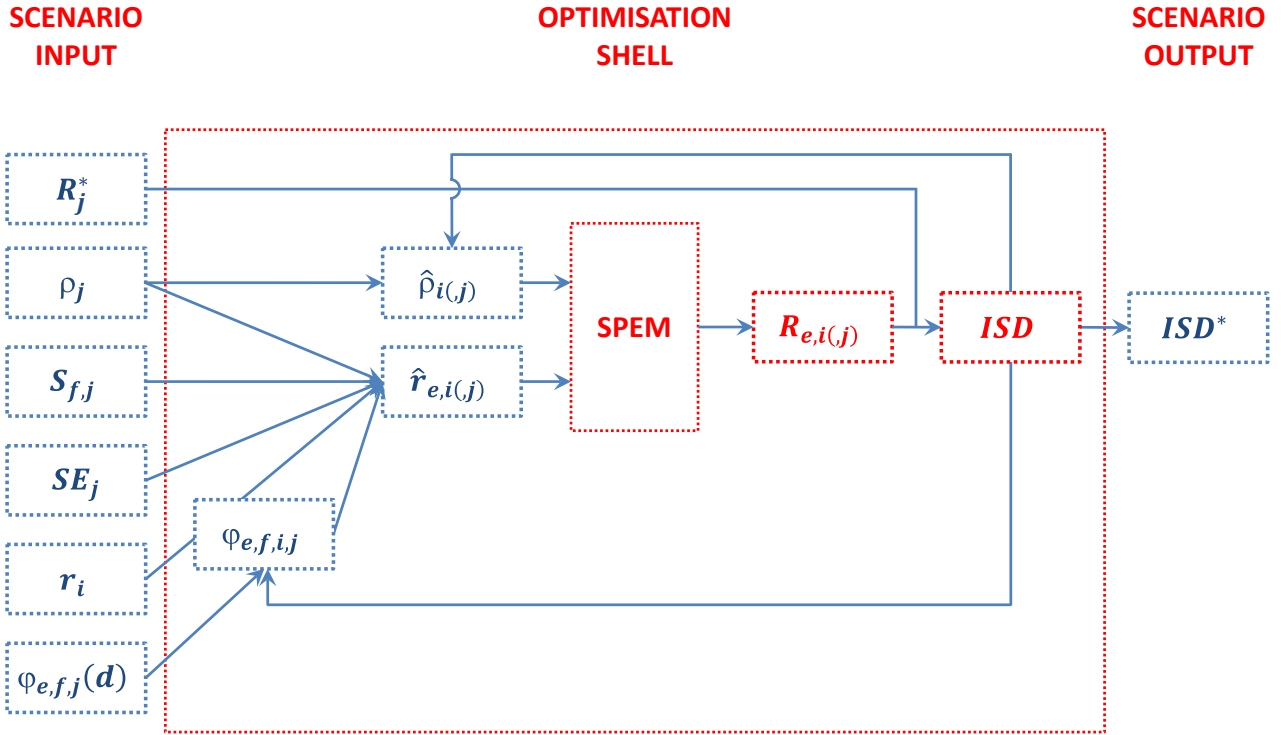 SCENARIO
INPUT
OPTIMISATION
SHELL
SCENARIO
OUTPUT
R*j
ρj
ρ̂i(,j)
SPEM
Re,i(,j)
ISD
ISD*
Sf,j
r̂e,i(,j)
SEj
φe,f,i,j
ri
φe,f,j(d)